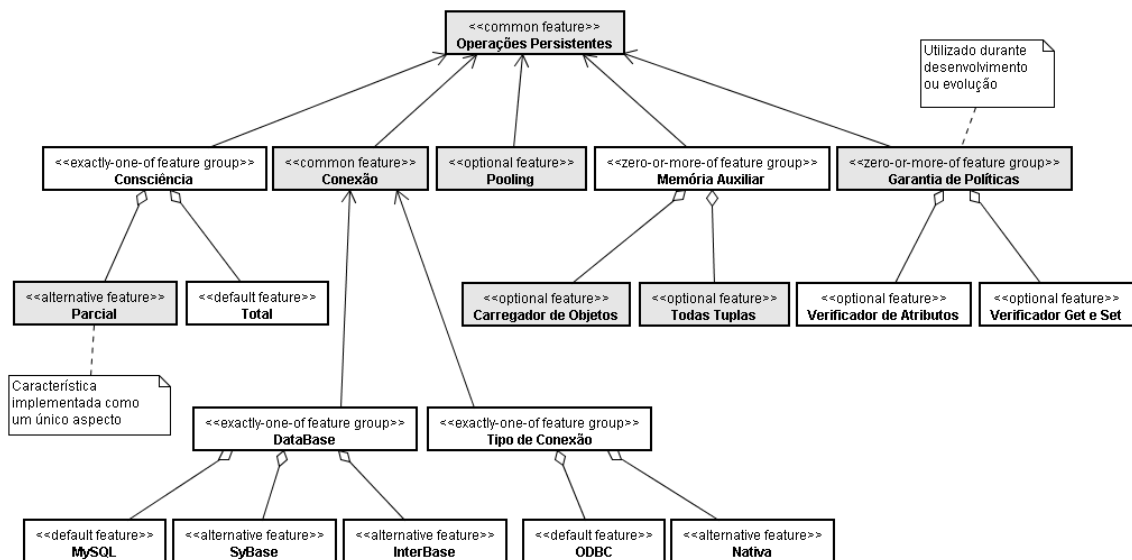 <<common feature>>
Operações Persistentes
Utilizado durante
desenvolvimento
ou evolução
<<exactly-one-of feature group>>
Consciência
<<common feature>>
Conexão
<<optional feature>>
Pooling
<<zero-or-more-of feature group>>
Memória Auxiliar
<<zero-or-more-of feature group>>
Garantia de Políticas
<<alternative feature>>
Parcial
<<default feature>>
Total
<<optional feature>>
Carregador de Objetos
<<optional feature>>
Todas Tuplas
<<optional feature>>
Verificador de Atributos
<<optional feature>>
Verificador Get e Set
Característica
implementada como
um único aspecto
<<exactly-one-of feature group>>
DataBase
<<exactly-one-of feature group>>
Tipo de Conexão
<<default feature>>
MySQL
<<alternative feature>>
SyBase
<<alternative feature>>
InterBase
<<default feature>>
ODBC
<<alternative feature>>
Nativa